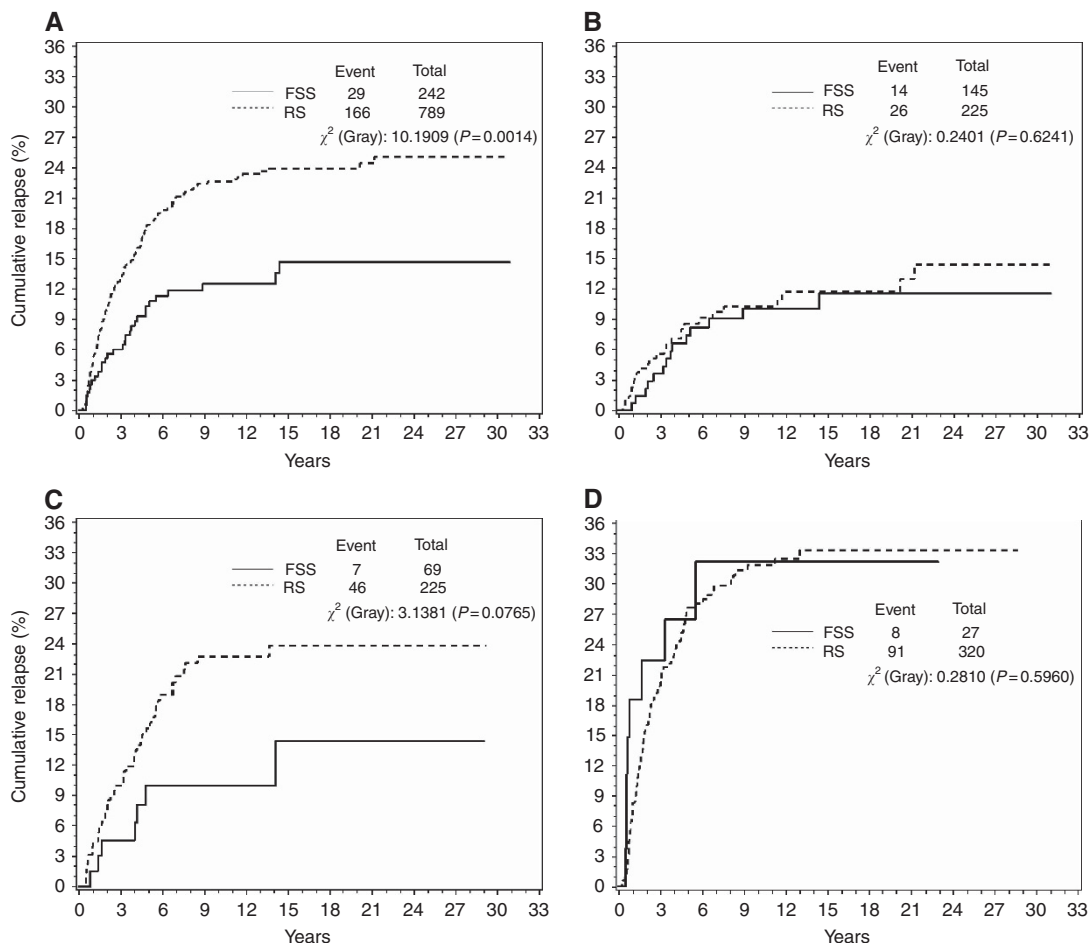 A
Cumulative relapse (%)
36
33
30
27
24
21
18
15
12
9
6
3
0
Event Total
FSS 29 242
RS 166 789
χ² (Gray): 10.1909 (P=0.0014)
0 3 6 9 12 15 18 21 24 27 30 33
Years
B
36
33
30
27
24
21
18
15
12
9
6
3
0
Event Total
FSS 14 145
RS 26 225
χ² (Gray): 0.2401 (P=0.6241)
0 3 6 9 12 15 18 21 24 27 30 33
Years
C
Cumulative relapse (%)
36
33
30
27
24
21
18
15
12
9
6
3
0
Event Total
FSS 7 69
RS 46 225
χ² (Gray): 3.1381 (P=0.0765)
0 3 6 9 12 15 18 21 24 27 30 33
Years
D
36
33
30
27
24
21
18
15
12
9
6
3
0
Event Total
FSS 8 27
RS 91 320
χ² (Gray): 0.2810 (P=0.5960)
0 3 6 9 12 15 18 21 24 27 30 33
Years